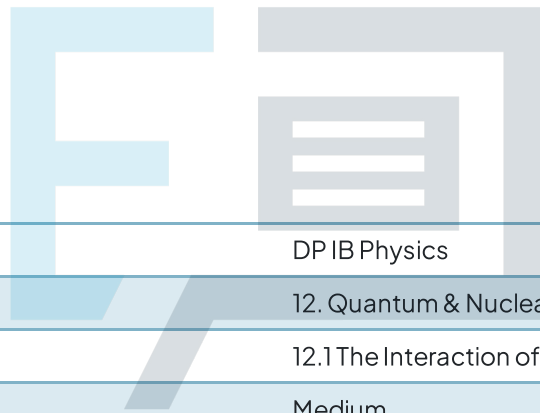 DP IB Physics
12. Quantum & Nuclea
12.1 The Interaction of
Medium